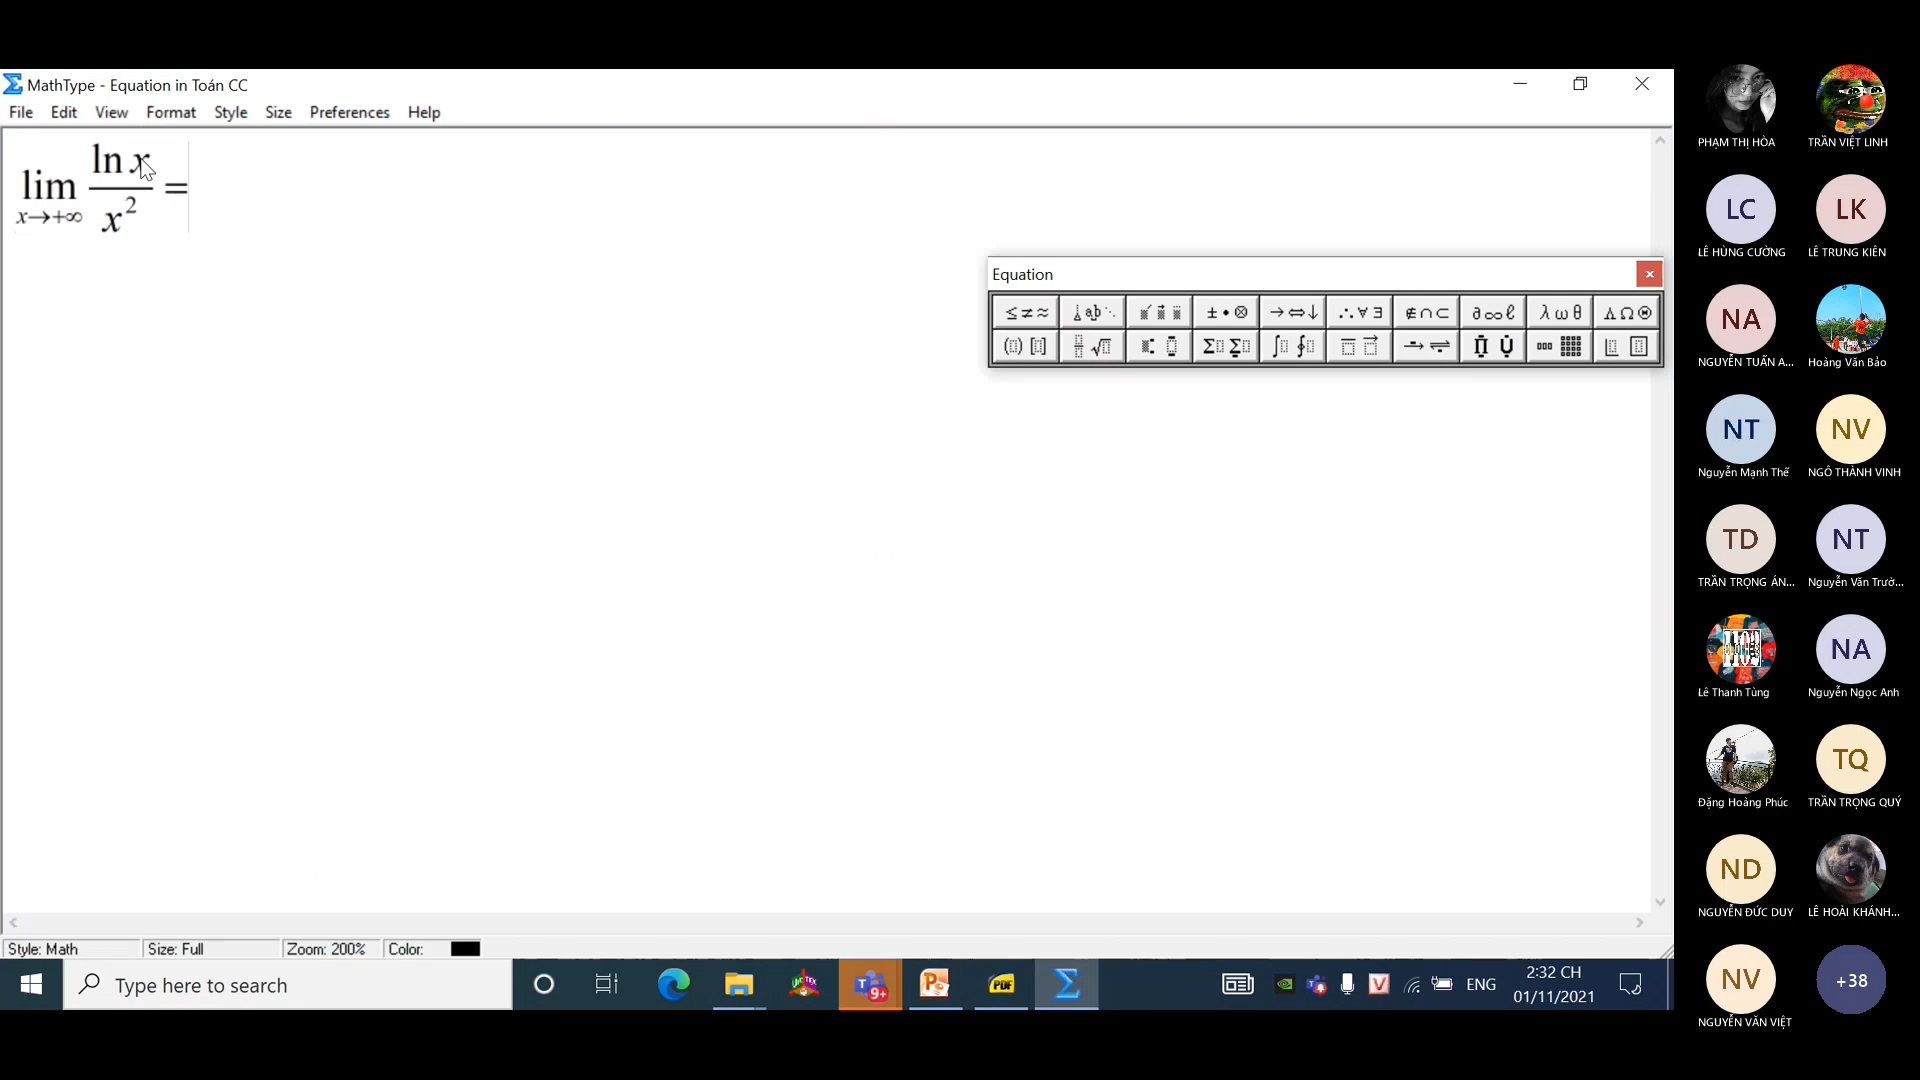 MathType - Equation in Toán CC
File Edit View Format Style Size Preferences Help
lim x→+∞ ln x / x² =
Equation
Style: Math Size: Full Zoom: 200% Color:
Type here to search
ENG
2:32 CH
01/11/2021
9+
PHẠM THỊ HÒA TRẦN VIỆT LINH
LC LK
LÊ HÙNG CƯỜNG LÊ TRUNG KIÊN
NA
NGUYỄN TUẤN A... Hoàng Văn Bảo
NT NV
Nguyễn Mạnh Thế NGÔ THÀNH VINH
TD NT
TRẦN TRỌNG ÁN... Nguyễn Văn Trườ...
NA
Lê Thanh Tùng Nguyễn Ngọc Anh
TQ
Đặng Hoàng Phúc TRẦN TRỌNG QUÝ
ND
NGUYỄN ĐỨC DUY LÊ HOÀI KHÁNH...
NV +38
NGUYỄN VĂN VIỆT